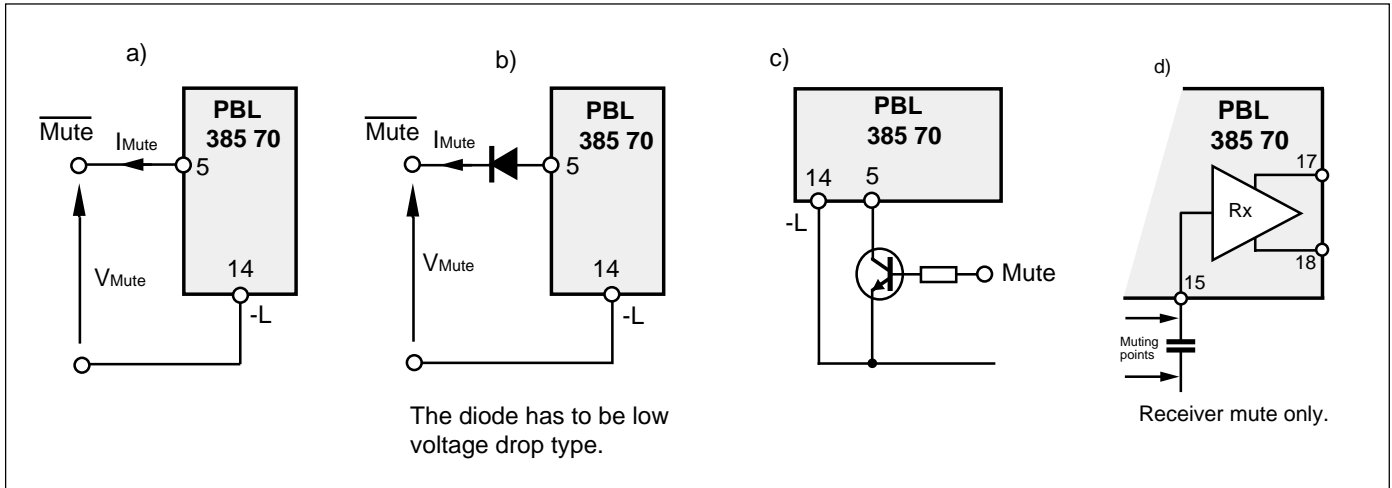 a)
Mute
IMute
PBL
385 70
5
VMute
14
-L
b)
Mute
IMute
PBL
385 70
5
VMute
14
-L
The diode has to be low
voltage drop type.
c)
PBL
385 70
14 5
-L
Mute
d)
PBL
385 70
17
Rx
18
15
Muting
points
Receiver mute only.